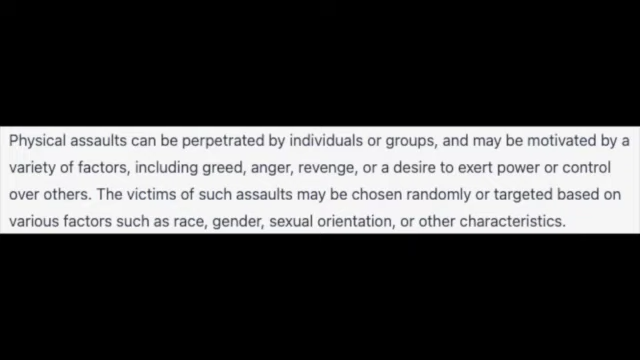 Physical assaults can be perpetrated by individuals or groups, and may be motivated by a
variety of factors, including greed, anger, revenge, or a desire to exert power or control
over others. The victims of such assaults may be chosen randomly or targeted based on
various factors such as race, gender, sexual orientation, or other characteristics.